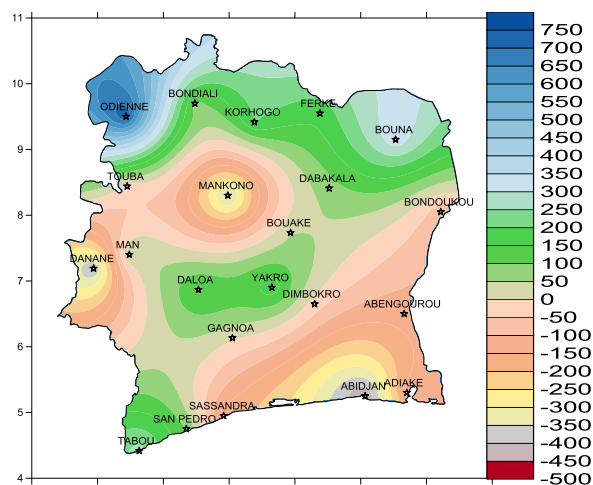 11
10
9
8
7
6
5
4
ODIENNE
BONDIALI
KORHOGO
FERKE
BOUNA
TOUBA
MANKONO
DABAKALA
BONDOUKOU
BOUAKE
MAN
DANANE
DALOA
YAKRO
DIMBOKRO
ABENGOUROU
GAGNOA
ABIDJAN
ADIAKE
SASSANDRA
SAN PEDRO
TABOU
750
700
650
600
550
500
450
400
350
300
250
200
150
100
50
0
-50
-100
-150
-200
-250
-300
-350
-400
-450
-500